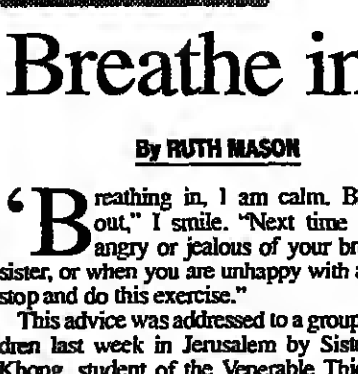 Breathe in
By RUTH MASON
‘Breathing in, I am calm. B
out,” I smile. “Next time
angry or jealous of your br
sister, or when you are unhappy with a
stop and do this exercise.”
This advice was addressed to a group
dren last week in Jerusalem by Sist
Khong, student of the Venerable Thi